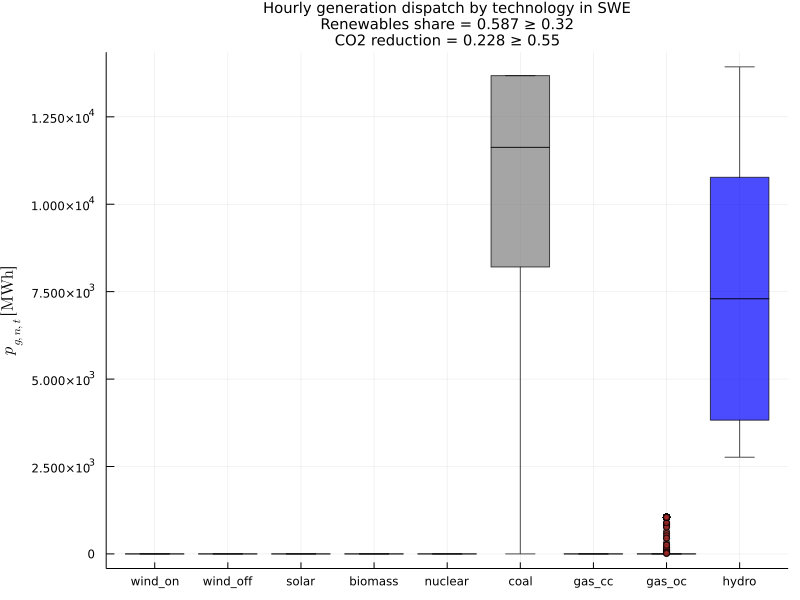 Hourly generation dispatch by technology in SWE
Renewables share = 0.587 ≥ 0.32
CO2 reduction = 0.228 ≥ 0.55
p_{g,n,t} [MWh]
1.250×10⁴
1.000×10⁴
7.500×10³
5.000×10³
2.500×10³
0
wind_on wind_off solar biomass nuclear coal gas_cc gas_oc hydro